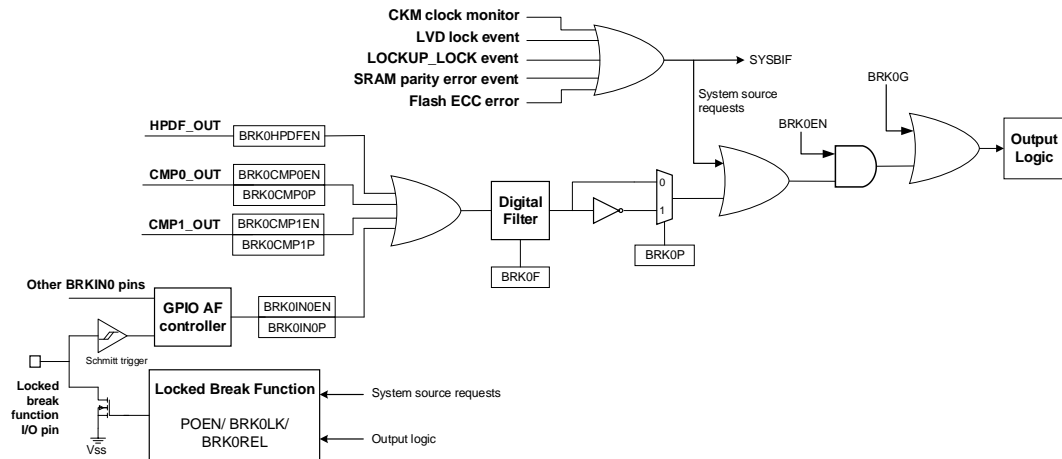 CKM clock monitor
LVD lock event
LOCKUP_LOCK event
SRAM parity error event
Flash ECC error
SYSBIF
System source
requests
BRK0G
BRK0EN
Output
Logic
HPDF_OUT
BRK0HPDFEN
CMP0_OUT
BRK0CMP0EN
BRK0CMP0P
CMP1_OUT
BRK0CMP1EN
BRK0CMP1P
Digital
Filter
BRK0F
0
1
BRK0P
Other BRKIN0 pins
GPIO AF
controller
BRK0IN0EN
BRK0IN0P
Schmitt trigger
Locked
break
function
I/O pin
Vss
Locked Break Function
POEN/ BRK0LK/
BRK0REL
System source requests
Output logic